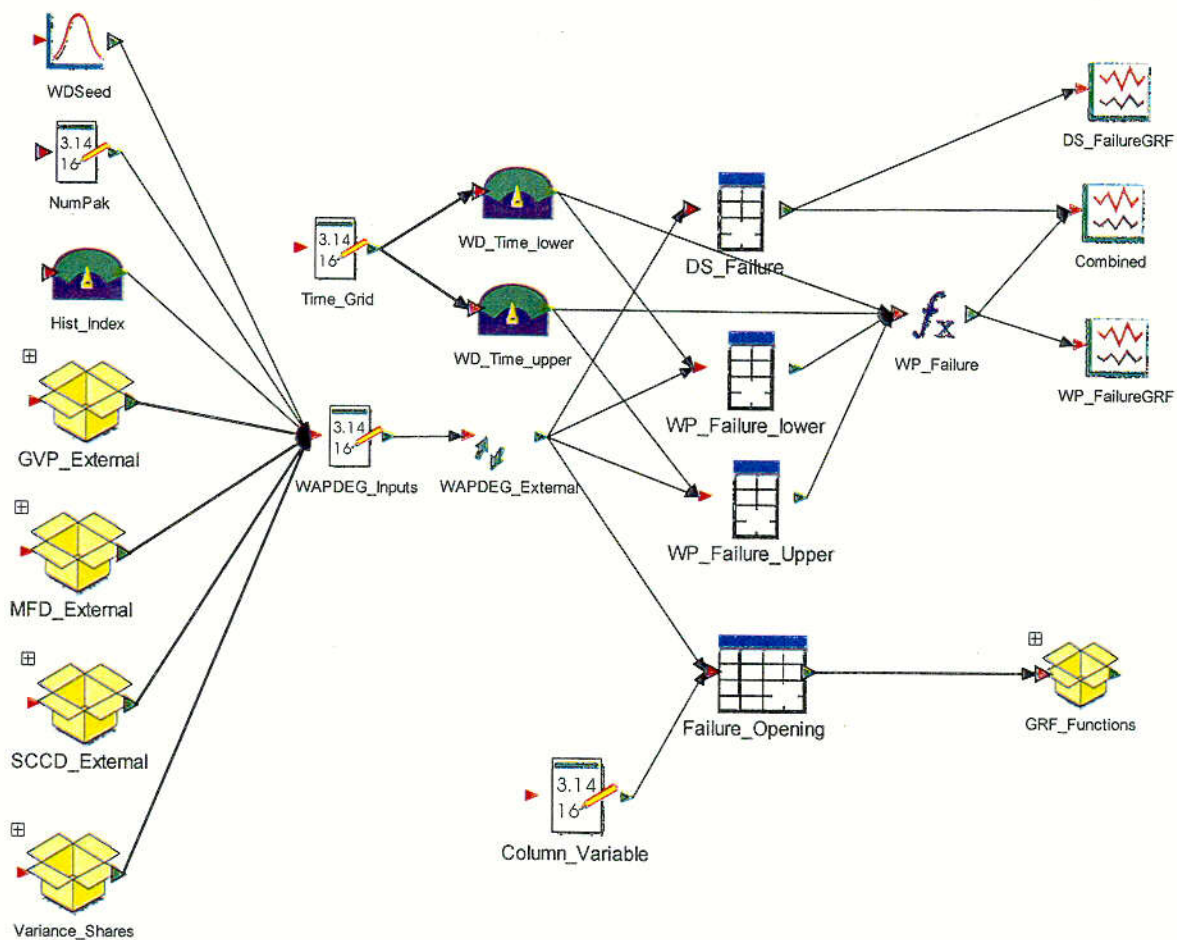 WDSeed
3.14
16
NumPak
Hist_Index
GVP_External
MFD_External
SCCD_External
Variance_Shares
3.14
16
Time_Grid
WD_Time_lower
WD_Time_upper
3.14
16
WAPDEG_Inputs
WAPDEG_External
DS_Failure
WP_Failure_lower
WP_Failure_Upper
Failure_Opening
3.14
16
Column_Variable
fx
WP_Failure
DS_FailureGRF
Combined
WP_FailureGRF
GRF_Functions